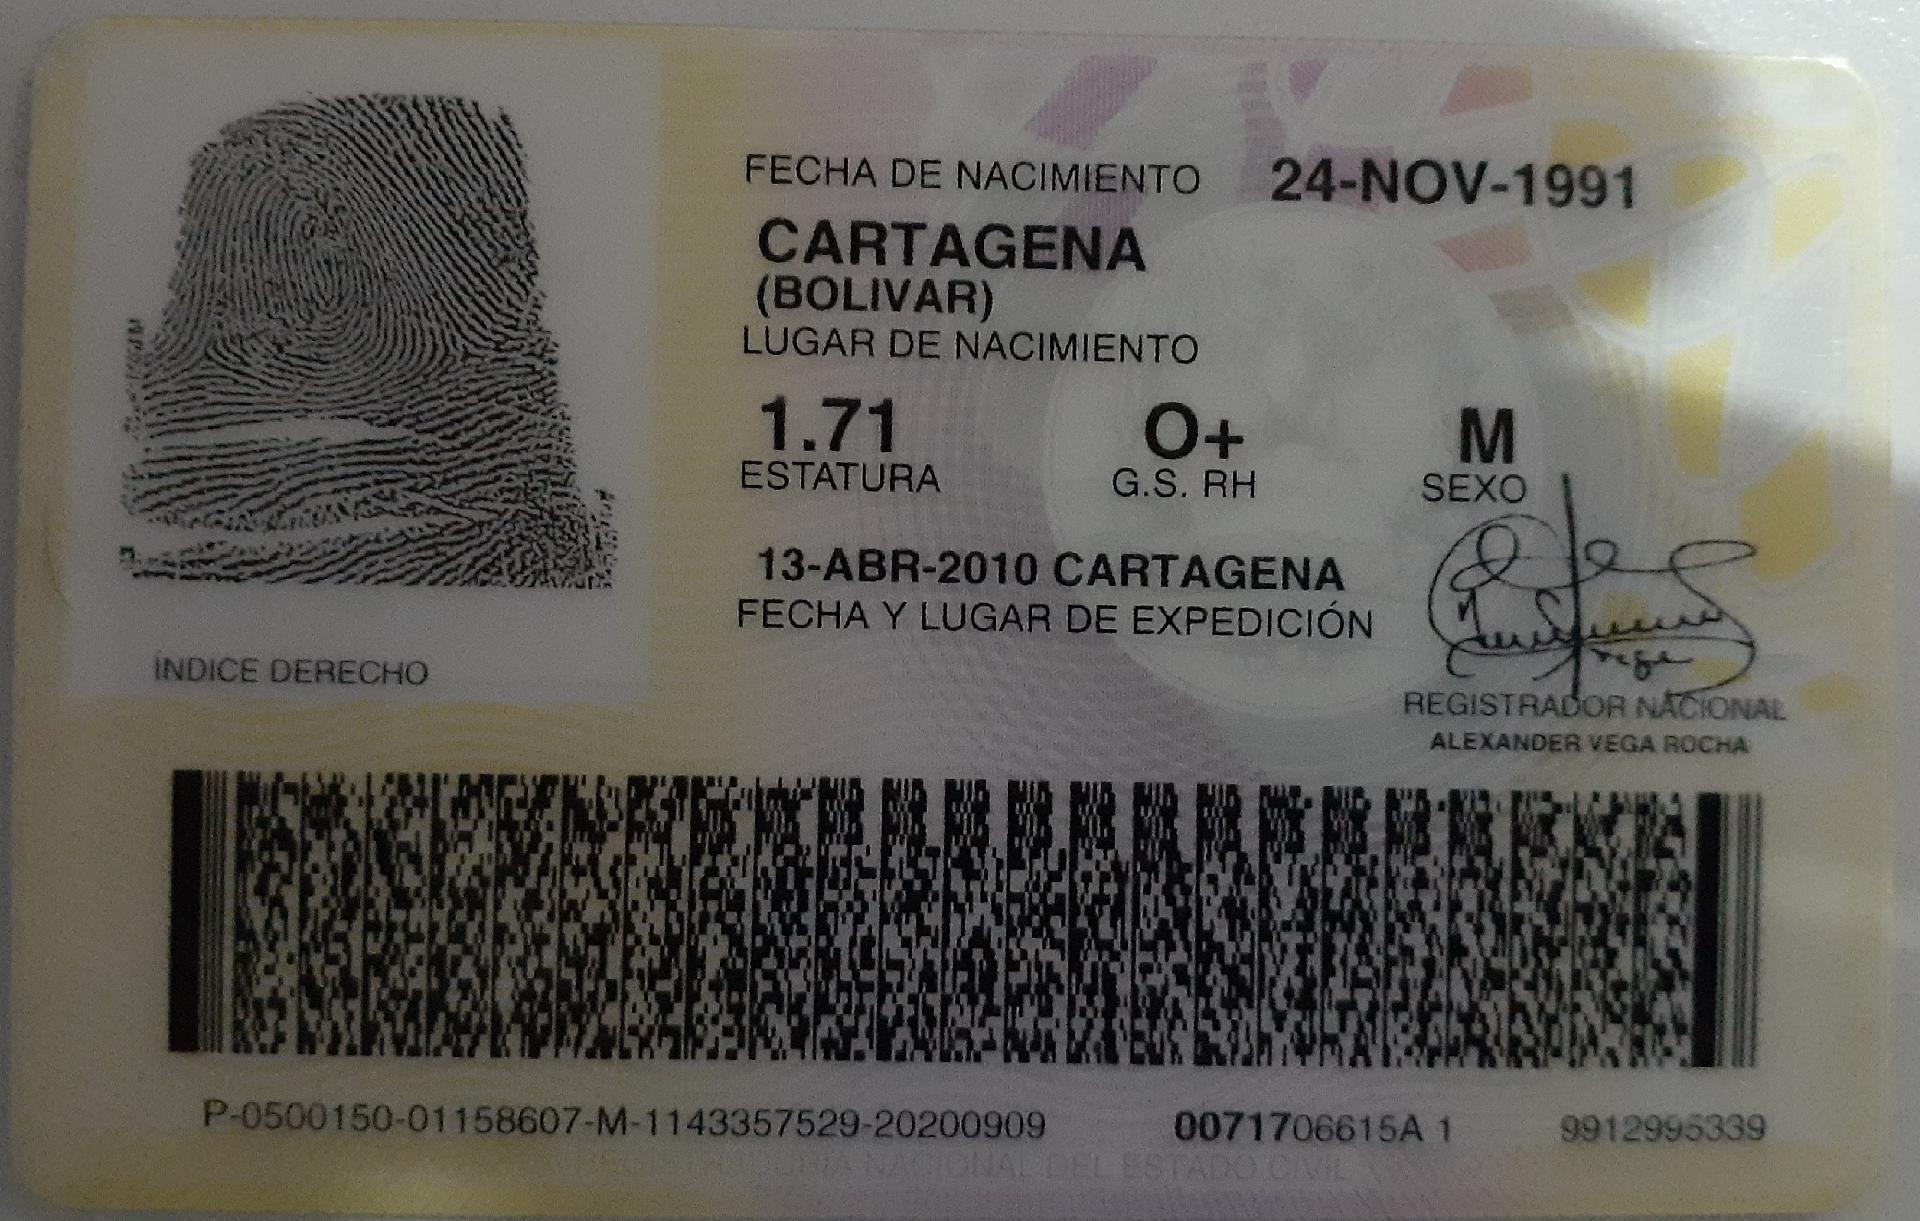 FECHA DE NACIMIENTO 24-NOV-1991
CARTAGENA
(BOLIVAR)
LUGAR DE NACIMIENTO
1.71 O+ M
ESTATURA G.S. RH SEXO
13-ABR-2010 CARTAGENA
FECHA Y LUGAR DE EXPEDICIÓN
ÍNDICE DERECHO
REGISTRADOR NACIONAL
ALEXANDER VEGA ROCHA
P-0500150-01158607-M-1143357529-20200909 0071706615A 1 9912995339
REGISTRADURIA NACIONAL DEL ESTADO CIVIL